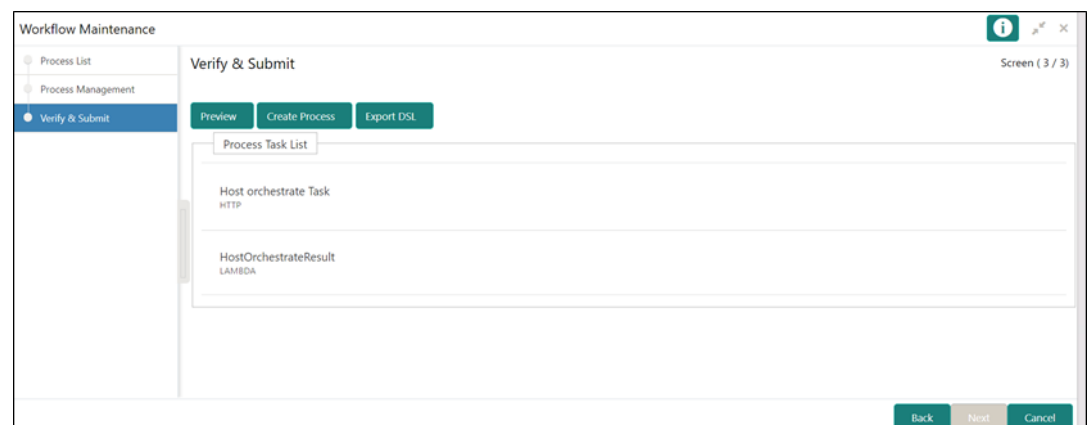 Workflow Maintenance
i
Process List
Verify & Submit
Screen ( 3 / 3)
Process Management
Verify & Submit
Preview
Create Process
Export DSL
Process Task List
Host orchestrate Task
HTTP
HostOrchestrateResult
LAMBDA
Back
Next
Cancel